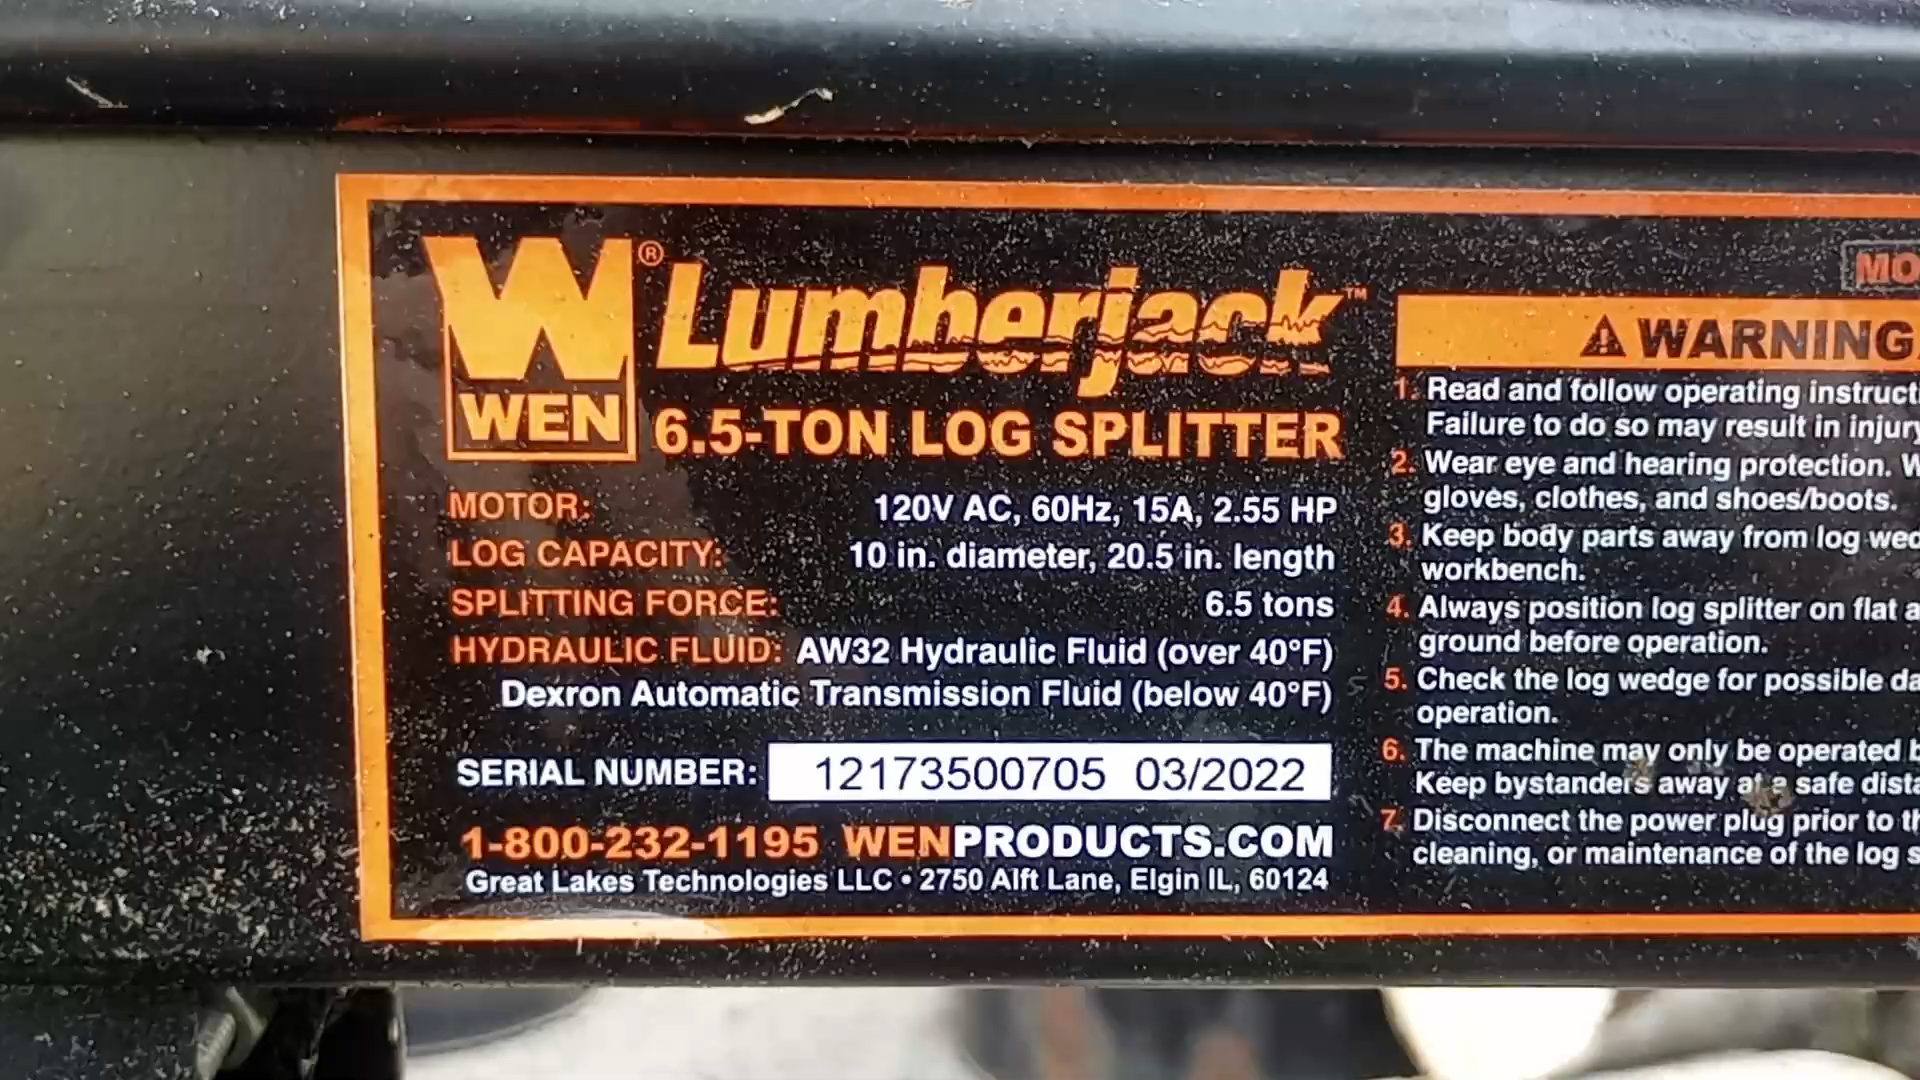 W®
WEN
Lumberjack™
6.5-TON LOG SPLITTER
MOTOR: 120V AC, 60Hz, 15A, 2.55 HP
LOG CAPACITY: 10 in. diameter, 20.5 in. length
SPLITTING FORCE: 6.5 tons
HYDRAULIC FLUID: AW32 Hydraulic Fluid (over 40°F)
Dexron Automatic Transmission Fluid (below 40°F)
SERIAL NUMBER: 12173500705 03/2022
1-800-232-1195 WENPRODUCTS.COM
Great Lakes Technologies LLC • 2750 Alft Lane, Elgin IL, 60124
⚠ WARNING
1. Read and follow operating
Failure to do so may result in
2. Wear eye and hearing protection.
gloves, clothes, and shoes/boots.
3. Keep body parts away from log
workbench.
4. Always position log splitter on flat
ground before operation.
5. Check the log wedge for possible
operation.
6. The machine may only be operated
Keep bystanders away at a safe
7. Disconnect the power plug prior to
cleaning, or maintenance of the log